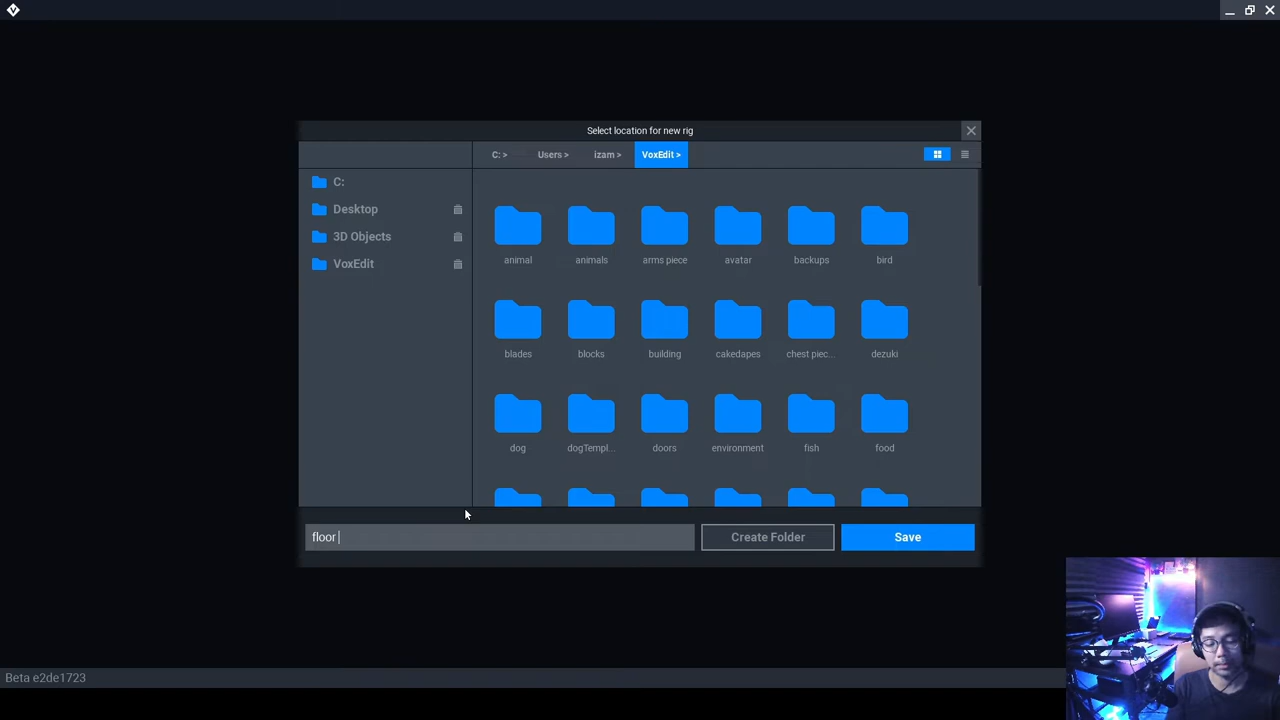 Select location for new rig
C: >
Users >
izam >
VoxEdit >
C:
Desktop
3D Objects
VoxEdit
animal
animals
arms piece
avatar
backups
bird
blades
blocks
building
cakedapes
chest piec...
dezuki
dog
dogTempl...
doors
environment
fish
food
floor
Create Folder
Save
Beta e2de1723